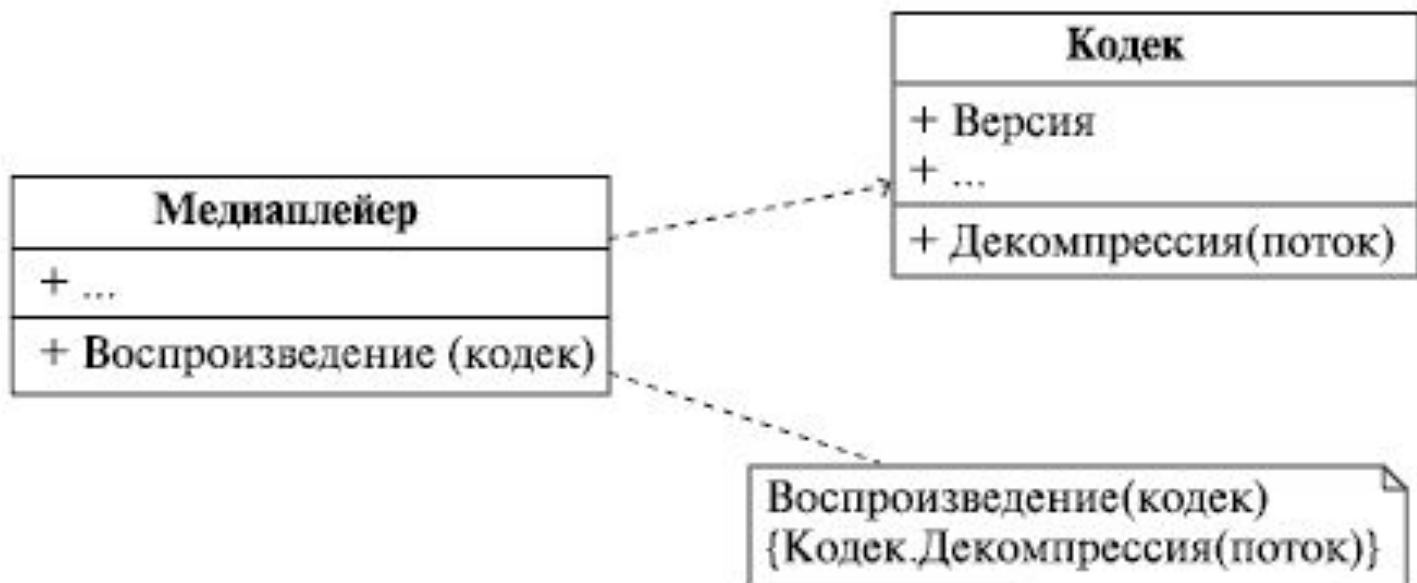 Кодек
+ Версия
+ ...
+ Декомпрессия(поток)
Медиаплейер
+ ...
+ Воспроизведение (кодек)
Воспроизведение(кодек)
{Кодек.Декомпрессия(поток)}